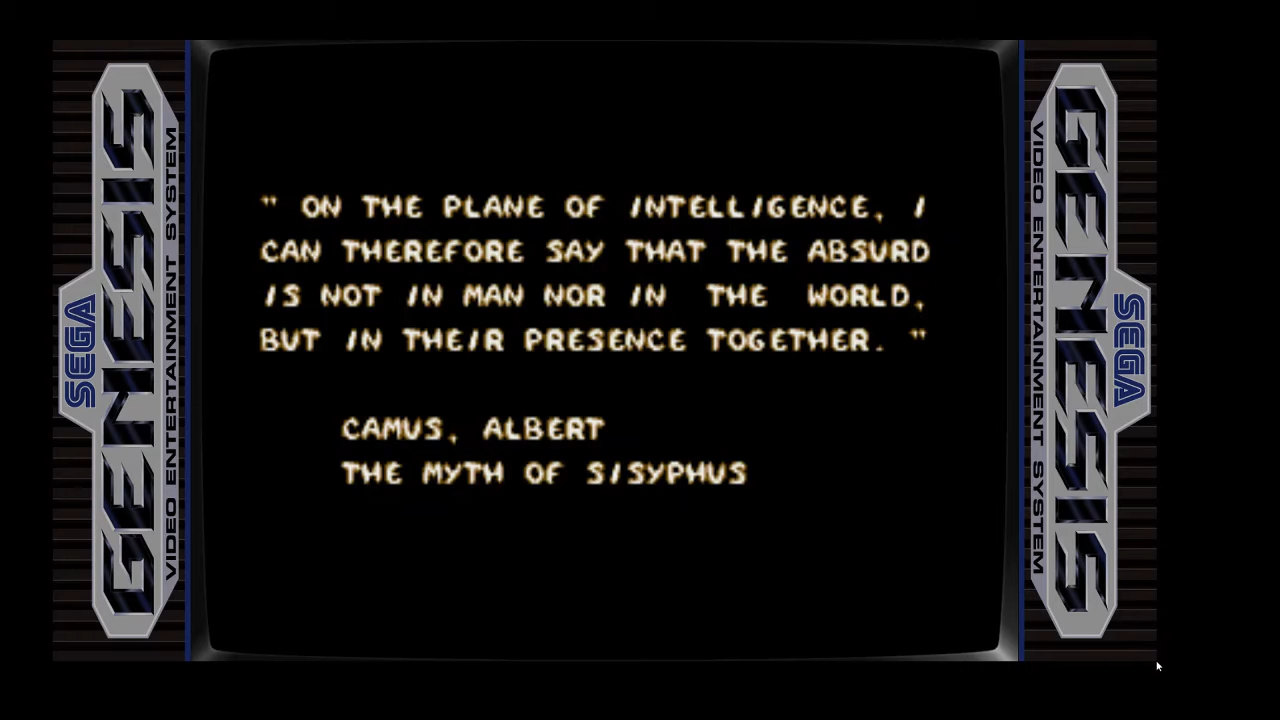 SEGA
GENESIS
VIDEO ENTERTAINMENT SYSTEM
" ON THE PLANE OF INTELLIGENCE, I
CAN THEREFORE SAY THAT THE ABSURD
IS NOT IN MAN NOR IN THE WORLD,
BUT IN THEIR PRESENCE TOGETHER. "
CAMUS, ALBERT
THE MYTH OF SISYPHUS
VIDEO ENTERTAINMENT SYSTEM
GENESIS
SEGA